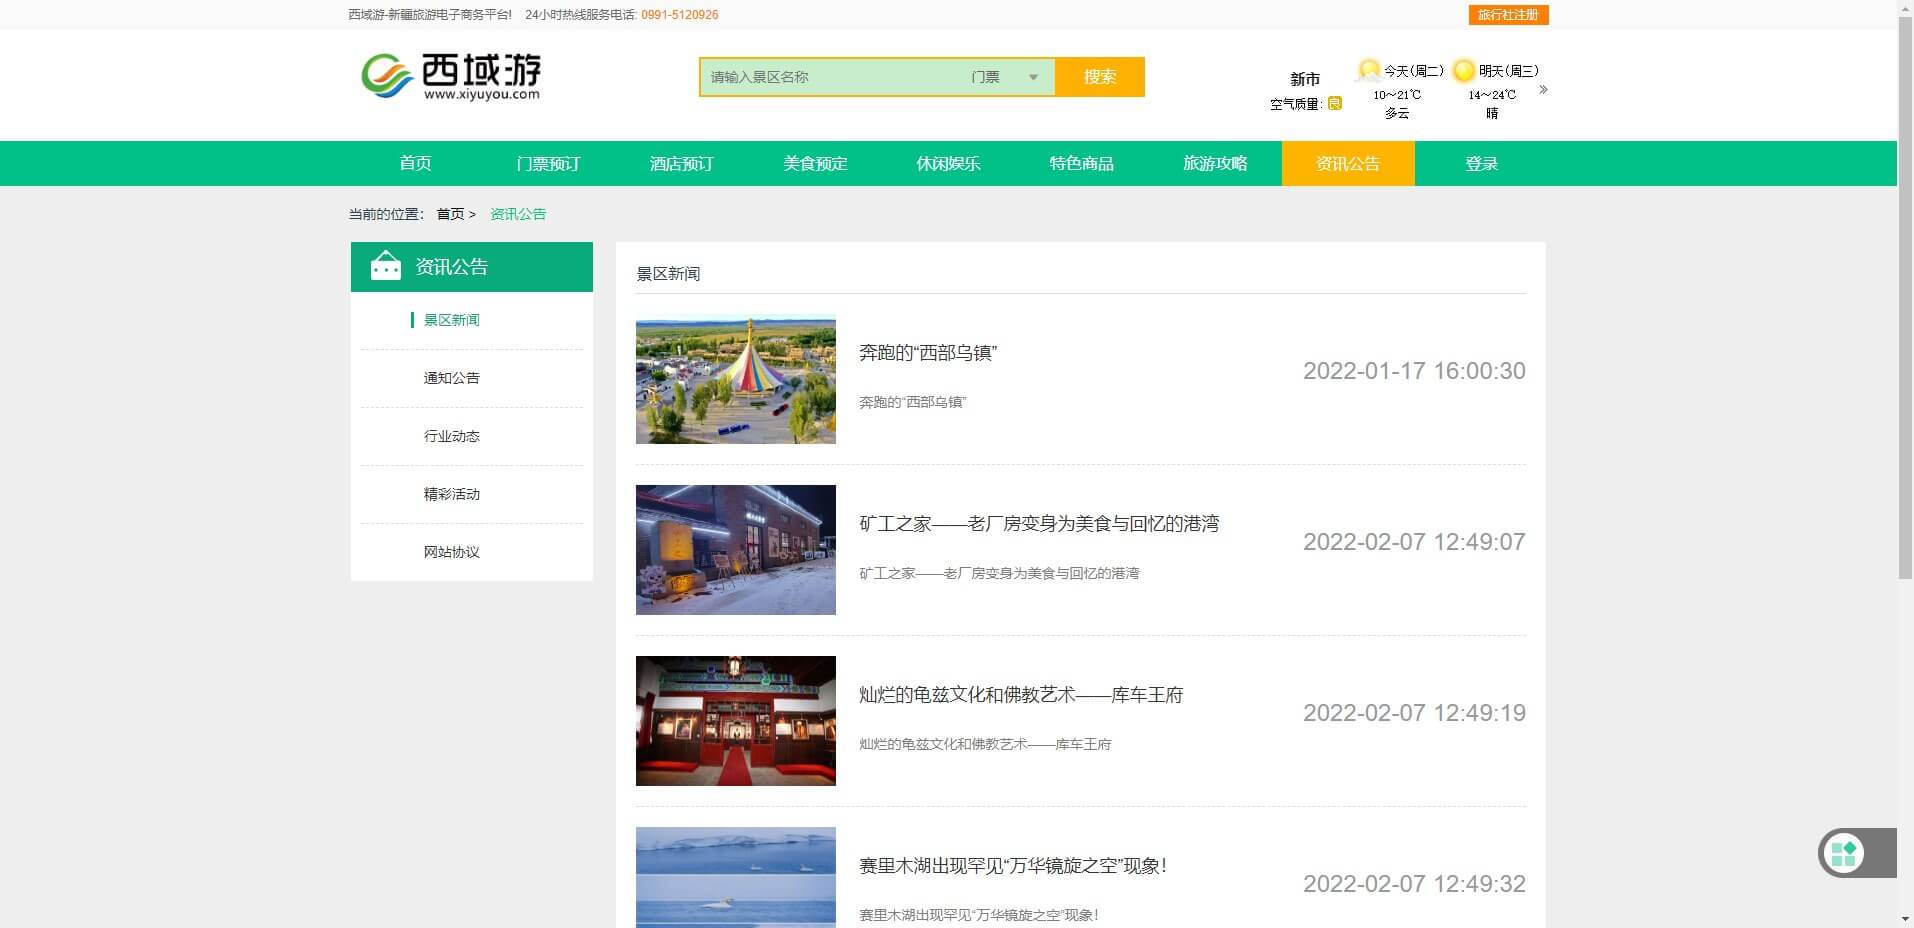 西域游-新疆旅游电子商务平台! 24小时热线服务电话: 0991-5120926
旅行社注册
西域游
www.xiyuyou.com
请输入景区名称
门票
搜索
新市
空气质量: 良
今天(周二)
10～21℃
多云
明天(周三)
14～24℃
晴
»
首页
门票预订
酒店预订
美食预定
休闲娱乐
特色商品
旅游攻略
资讯公告
登录
当前的位置: 首页 > 资讯公告
资讯公告
景区新闻
通知公告
行业动态
精彩活动
网站协议
景区新闻
奔跑的“西部乌镇”
奔跑的“西部乌镇”
2022-01-17 16:00:30
矿工之家——老厂房变身为美食与回忆的港湾
矿工之家——老厂房变身为美食与回忆的港湾
2022-02-07 12:49:07
灿烂的龟兹文化和佛教艺术——库车王府
灿烂的龟兹文化和佛教艺术——库车王府
2022-02-07 12:49:19
赛里木湖出现罕见“万华镜旋之空”现象！
赛里木湖出现罕见“万华镜旋之空”现象！
2022-02-07 12:49:32